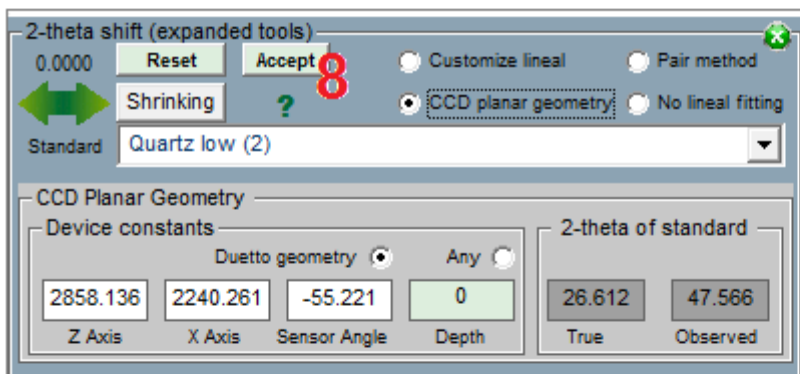 2-theta shift (expanded tools)
0.0000 Reset Accept 8 Customize lineal Pair method
Shrinking ? CCD planar geometry No lineal fitting
Standard Quartz low (2)
CCD Planar Geometry
Device constants 2-theta of standard
Duetto geometry Any
2858.136 2240.261 -55.221 0 26.612 47.566
Z Axis X Axis Sensor Angle Depth True Observed